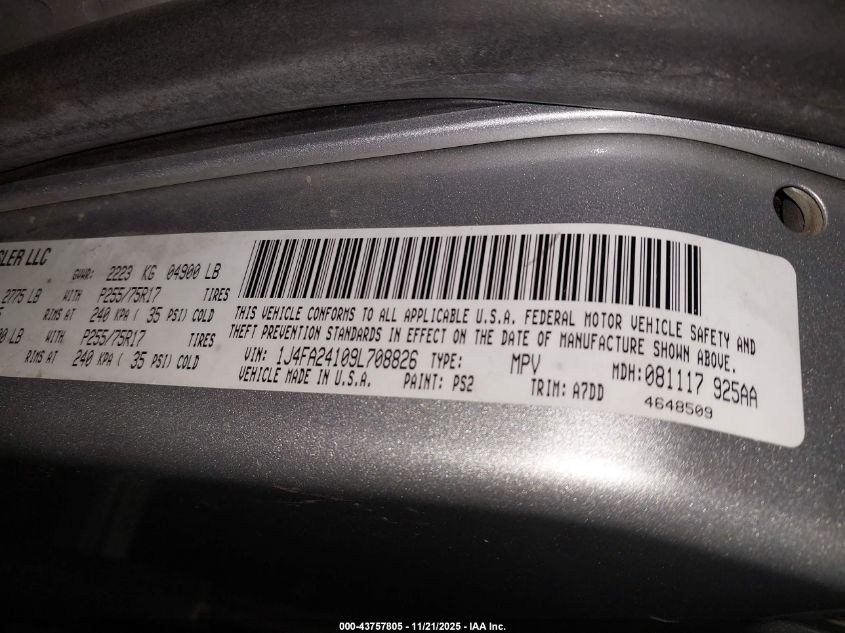 SLER LLC
GVWR: 2223 KG 04900 LB
2775 LB WITH P255/75R17 TIRES
RIMS AT 240 KPA ( 35 PSI) COLD
00 LB WITH P255/75R17 TIRES
RIMS AT 240 KPA ( 35 PSI) COLD
THIS VEHICLE CONFORMS TO ALL APPLICABLE U.S.A. FEDERAL MOTOR VEHICLE SAFETY AND
THEFT PREVENTION STANDARDS IN EFFECT ON THE DATE OF MANUFACTURE SHOWN ABOVE.
VIN: 1J4FA24109L708826 TYPE: MPV MDH: 081117 925AA
VEHICLE MADE IN U.S.A. PAINT: PS2 TRIM: A7DD
4648509
000-43757805 - 11/21/2025 - IAA Inc.